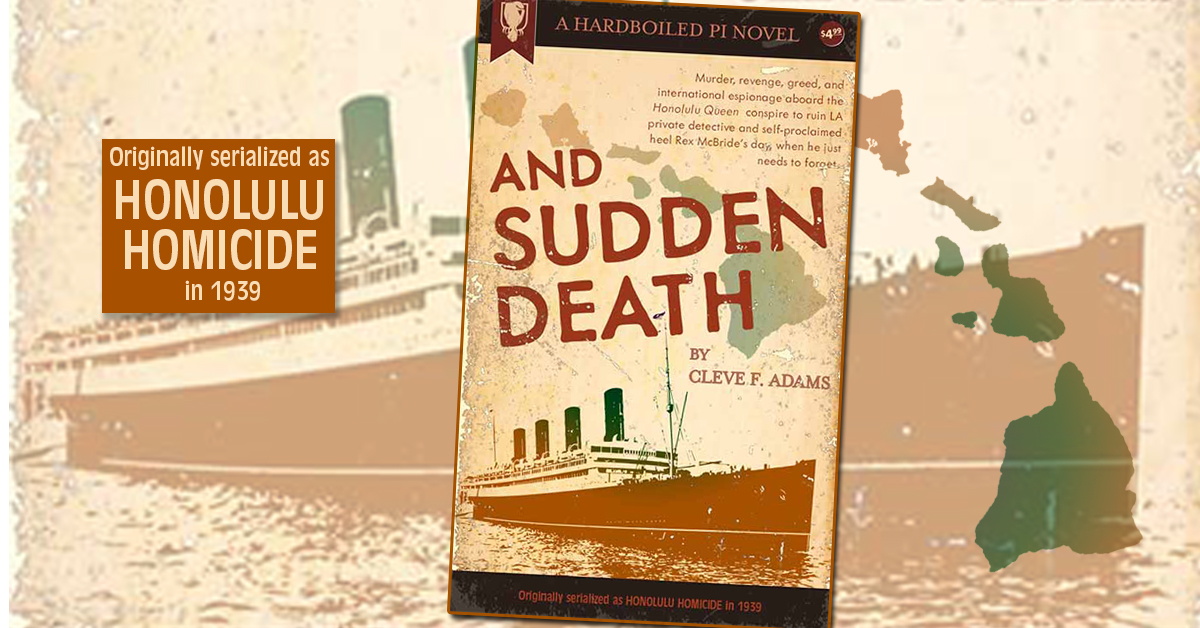 Originally serialized as
HONOLULU
HOMICIDE
in 1939
A HARDBOILED PI NOVEL
$4.99
Murder, revenge, greed, and
international espionage aboard the
Honolulu Queen conspire to ruin LA
private detective and self-proclaimed
heel Rex McBride's day, when he just
needs to forget.
AND
SUDDEN
DEATH
BY
CLEVE F. ADAMS
Originally serialized as HONOLULU HOMICIDE in 1939